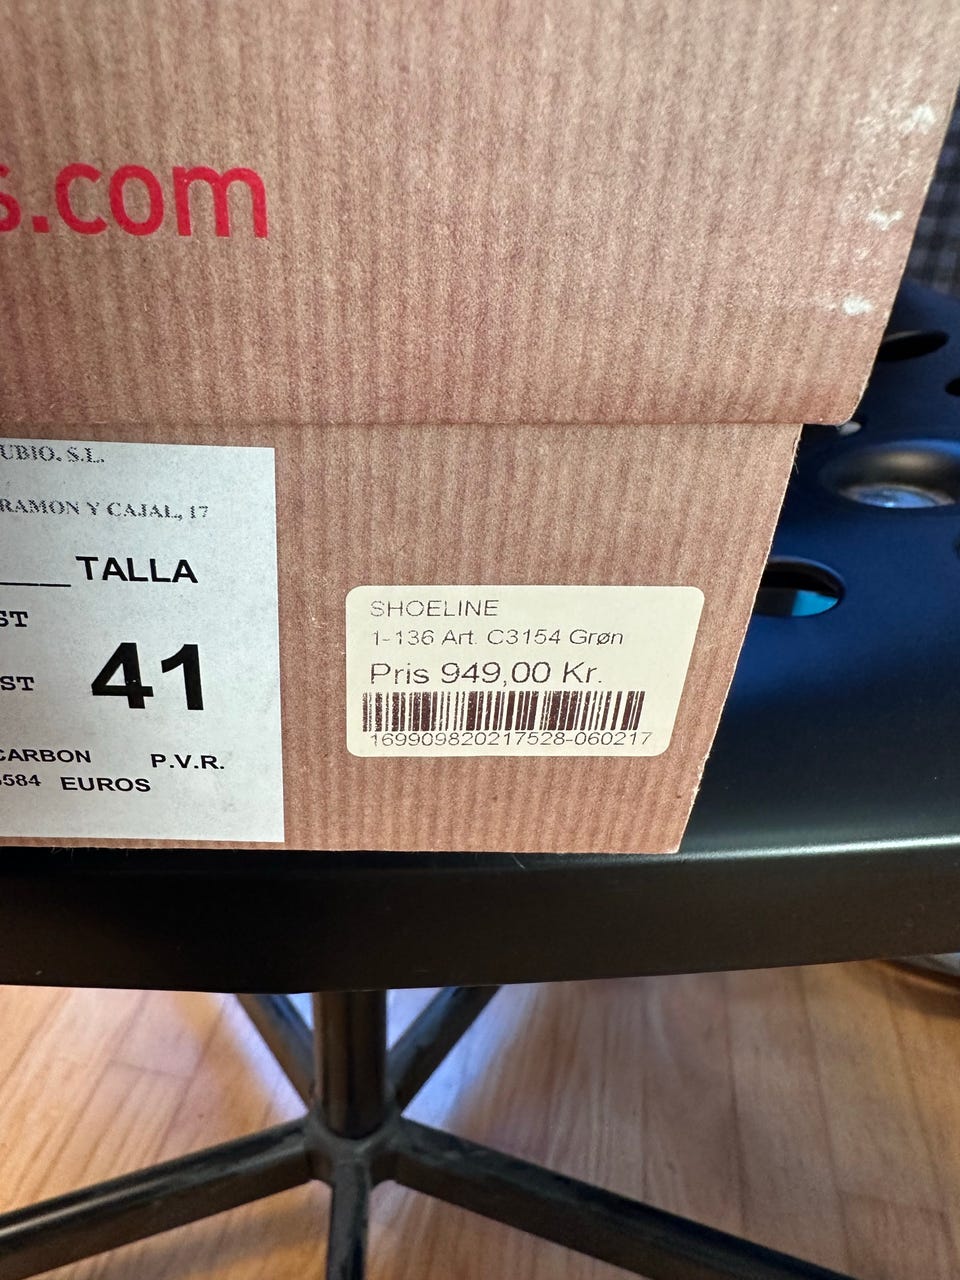 s.com
UBIO. S.L.
RAMON Y CAJAL, 17
TALLA
ST
ST
41
CARBON P.V.R.
584 EUROS
SHOELINE
1-136 Art. C3154 Grøn
Pris 949,00 Kr.
169909820217528-060217